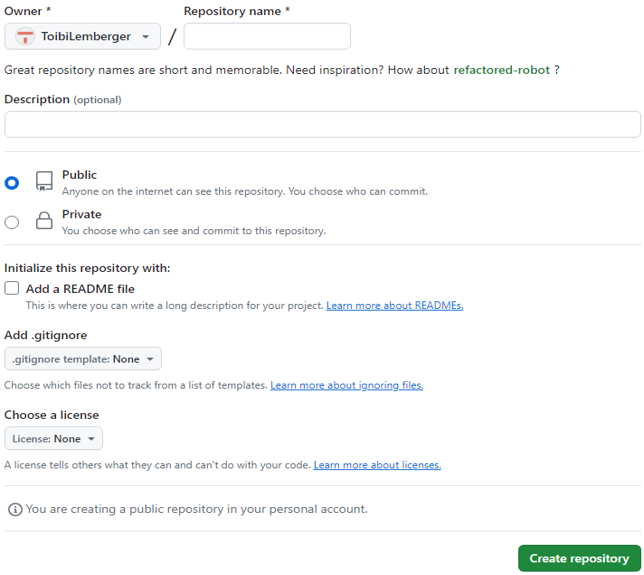 Owner * Repository name *
ToibiLemberger / 
Great repository names are short and memorable. Need inspiration? How about refactored-robot ?
Description (optional)
Public
Anyone on the internet can see this repository. You choose who can commit.
Private
You choose who can see and commit to this repository.
Initialize this repository with:
Add a README file
This is where you can write a long description for your project. Learn more about READMEs.
Add .gitignore
.gitignore template: None
Choose which files not to track from a list of templates. Learn more about ignoring files.
Choose a license
License: None
A license tells others what they can and can't do with your code. Learn more about licenses.
You are creating a public repository in your personal account.
Create repository